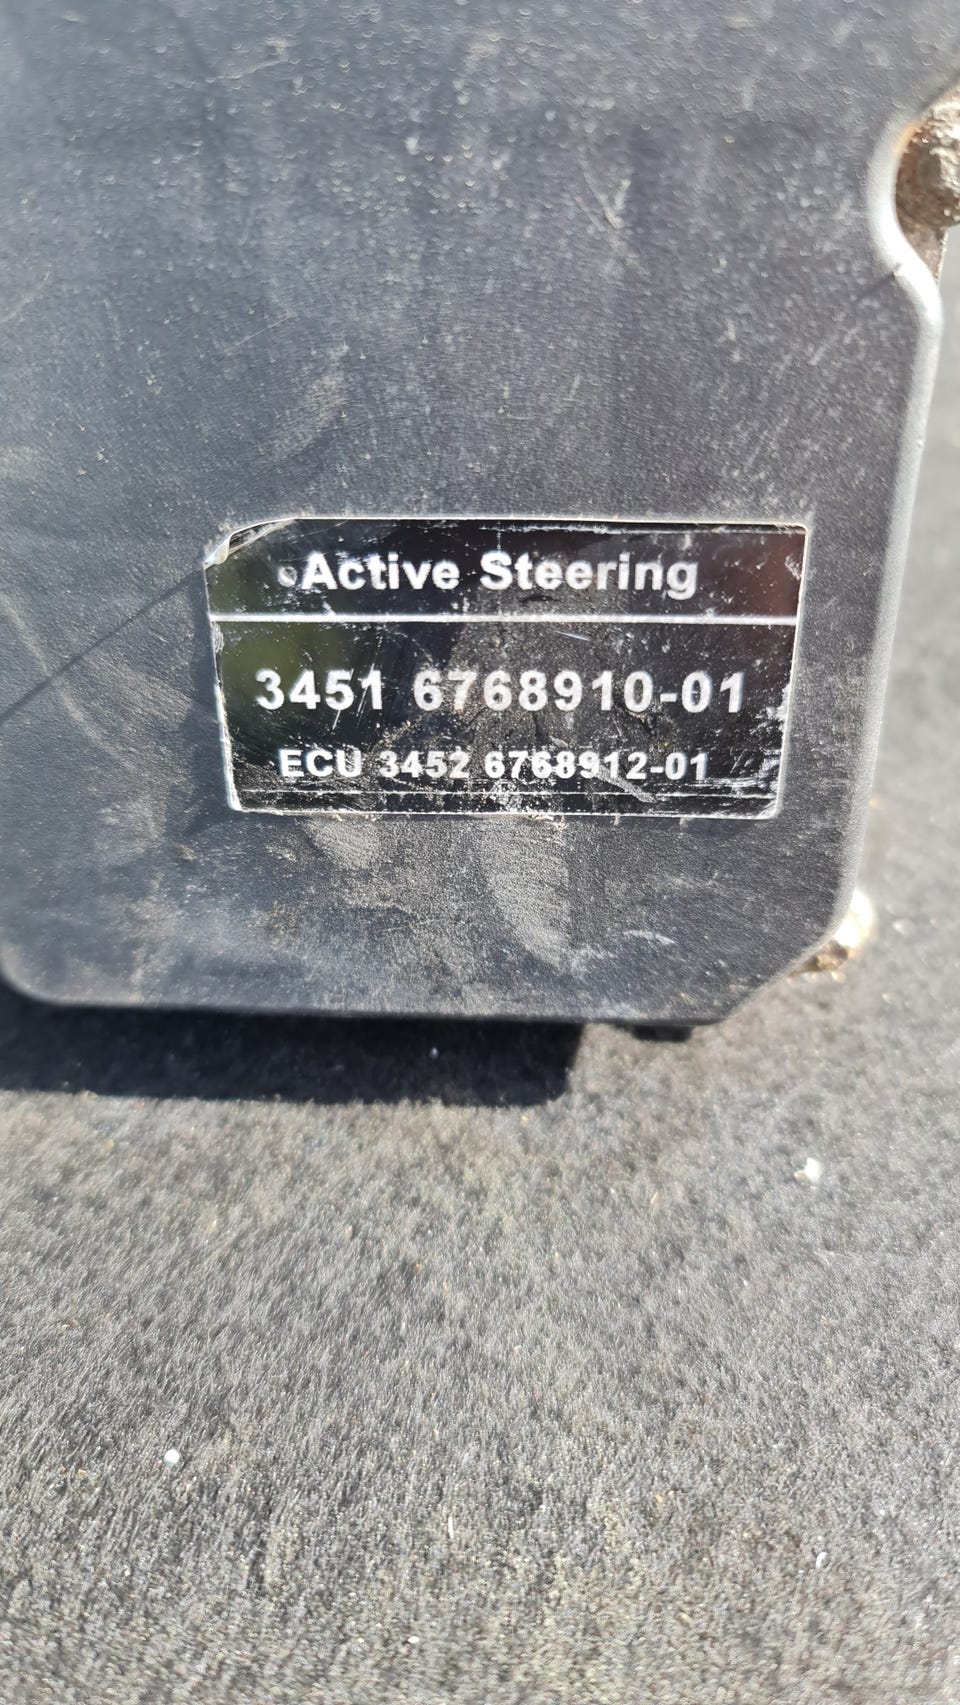 Active Steering
3451 6768910-01
ECU 3452 6768912-01